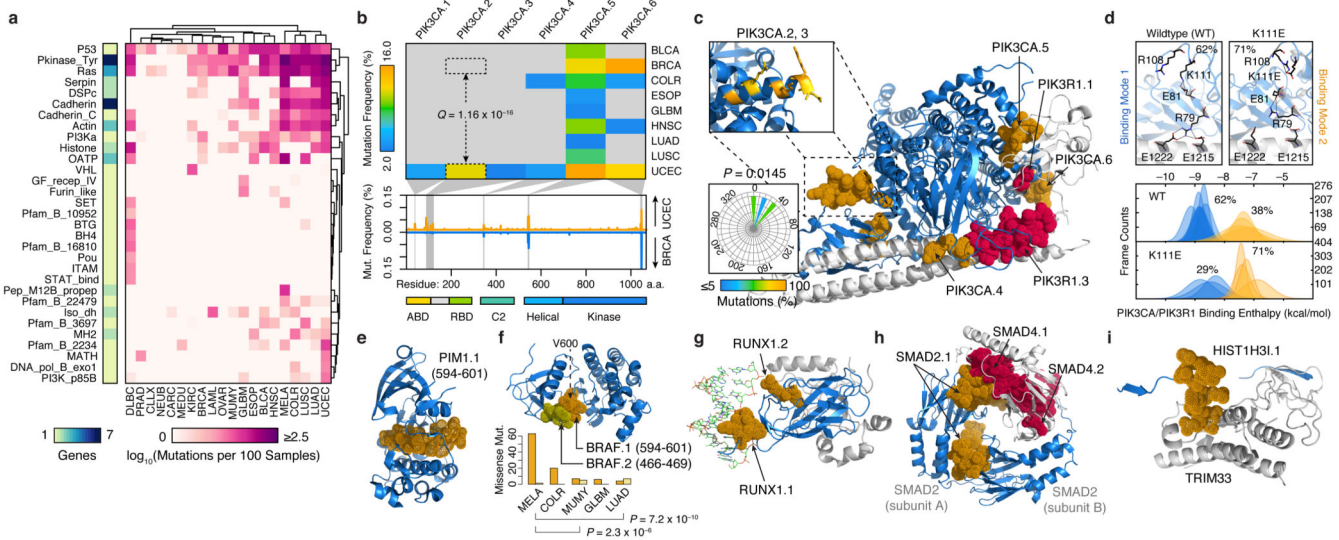 a
P53
Pkinase_Tyr
Ras
Serpin
DSPc
Cadherin
Cadherin_C
Actin
PI3Ka
Histone
OATP
VHL
GF_recep_IV
Furin_like
SET
Pfam_B_10952
BTG
BH4
Pfam_B_16810
Pou
ITAM
STAT_bind
Pep_M12B_propep
Pfam_B_22479
Iso_dh
Pfam_B_3697
MH2
Pfam_B_2234
MATH
DNA_pol_B_exo1
PI3K_p85B
DLBC
PRAD
CLLX
NEUB
CARC
MEDU
KIRC
BRCA
LAML
OVAR
MUMY
GLBM
ESOP
BLCA
HNSC
MELA
COLR
LUSC
LUAD
UCEC
1 7
Genes
0 ≥2.5
log10(Mutations per 100 Samples)
b
PIK3CA.1
PIK3CA.2
PIK3CA.3
PIK3CA.4
PIK3CA.5
PIK3CA.6
16.0
Mutation Frequency (%)
2.0
Q = 1.16 x 10−16
BLCA
BRCA
COLR
ESOP
GLBM
HNSC
LUAD
LUSC
UCEC
Mut. Frequency (%)
0.15
0
0.15
UCEC
BRCA
Residue: 200 400 600 800 1000 a.a.
ABD RBD C2 Helical Kinase
c
PIK3CA.2, 3
PIK3CA.5
PIK3R1.1
PIK3CA.6
PIK3R1.3
PIK3CA.4
P = 0.0145
0
40
80
120
160
200
240
280
320
≤5 100
Mutations (%)
d
Wildtype (WT) K111E
Binding Mode 1
62%
R108
K111
E81
R79
E1222 E1215
71%
R108
K111E
E81
R79
E1222 E1215
Binding Mode 2
−10 −8 −6 −4
WT
62%
38%
276
207
138
69
404
K111E
71%
29%
303
202
101
Frame Counts
−11 −9 −7 −5
PIK3CA/PIK3R1 Binding Enthalpy (kcal/mol)
e
PIM1.1
(594-601)
f
V600
BRAF.1 (594-601)
BRAF.2 (466-469)
Missense Mut.
60
40
20
0
MELA
COLR
MUMY
GLBM
LUAD
P = 7.2 x 10−10
P = 2.3 x 10−6
g
RUNX1.2
RUNX1.1
h
SMAD4.1
SMAD2.1
SMAD4.2
SMAD2
(subunit A)
SMAD2
(subunit B)
i
HIST1H3I.1
TRIM33